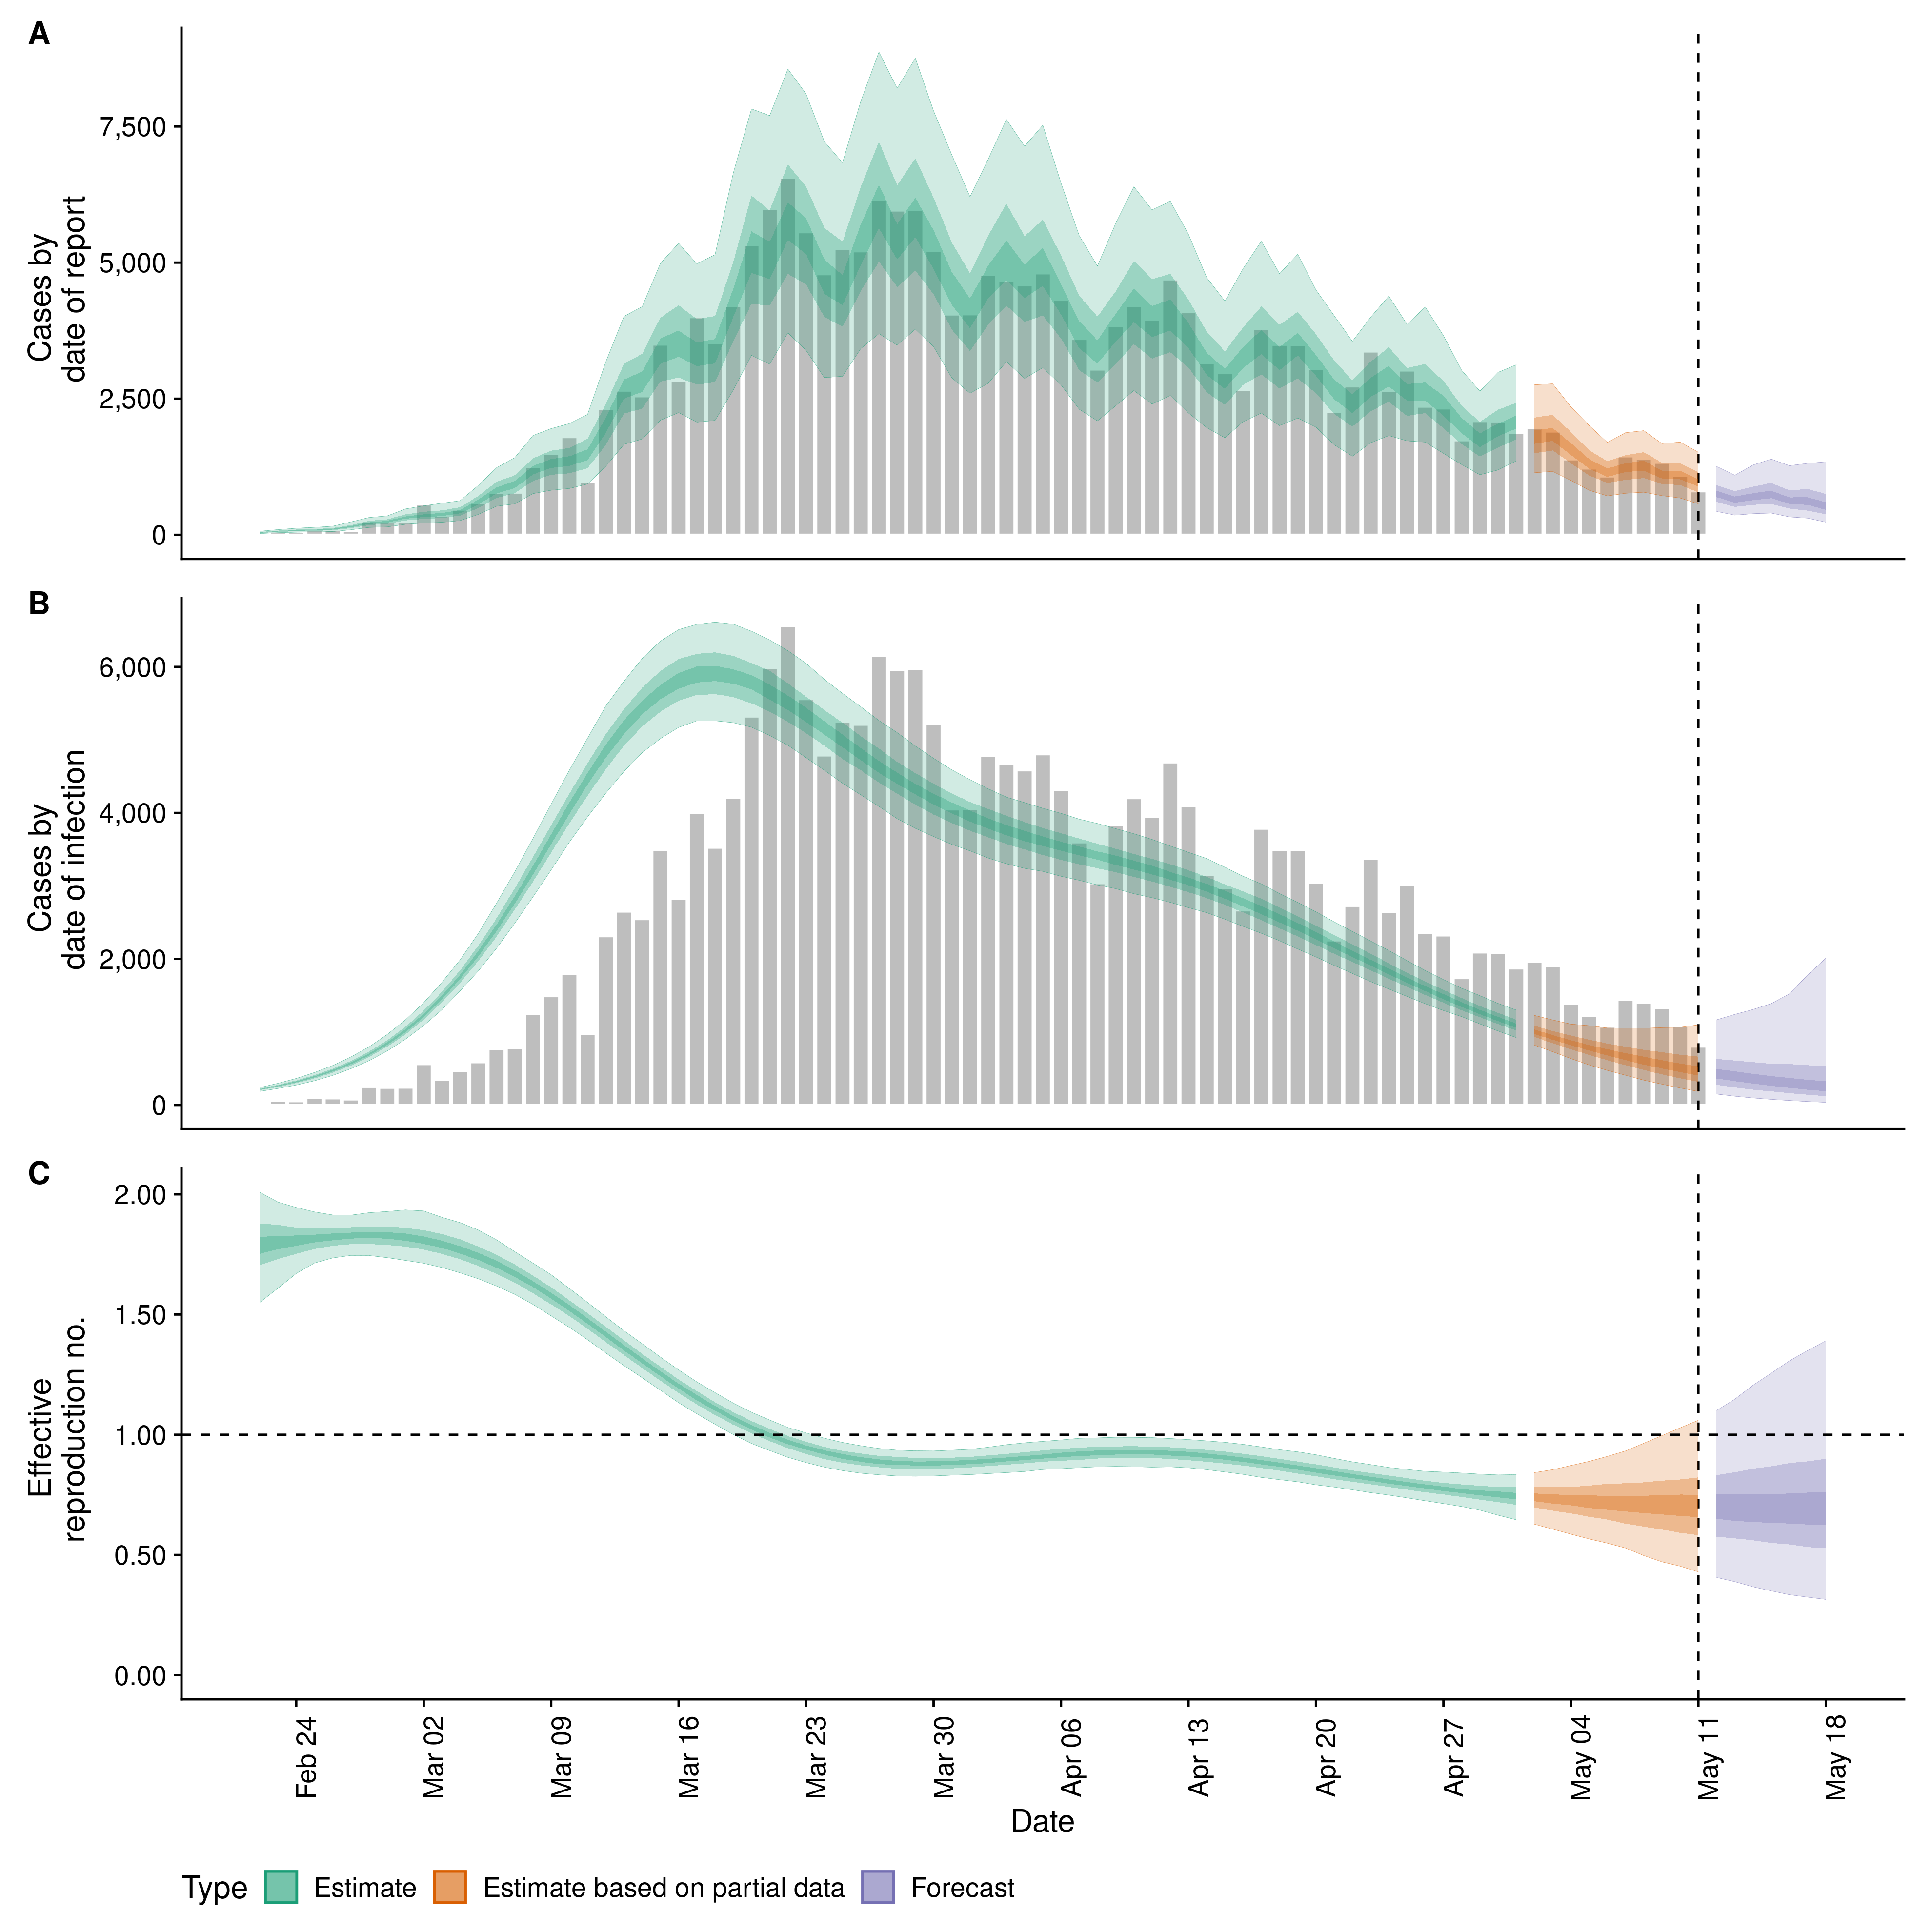 A
Cases by
date of report
7,500
5,000
2,500
0
B
Cases by
date of infection
6,000
4,000
2,000
0
C
Effective
reproduction no.
2.00
1.50
1.00
0.50
0.00
Feb 24
Mar 02
Mar 09
Mar 16
Mar 23
Mar 30
Apr 06
Apr 13
Apr 20
Apr 27
May 04
May 11
May 18
Date
Type Estimate Estimate based on partial data Forecast